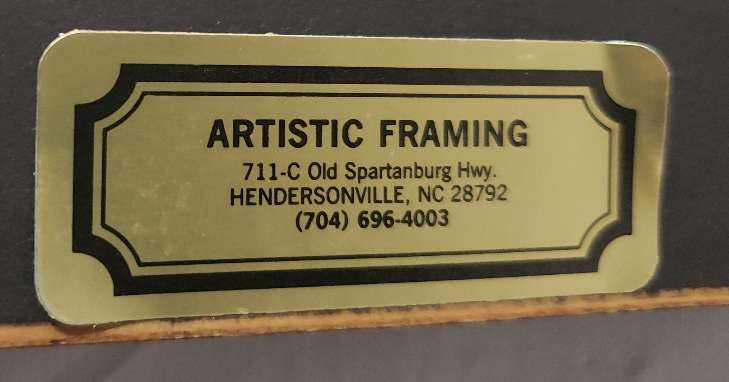 ARTISTIC FRAMING
711-C Old Spartanburg Hwy.
HENDERSONVILLE, NC 28792
(704) 696-4003